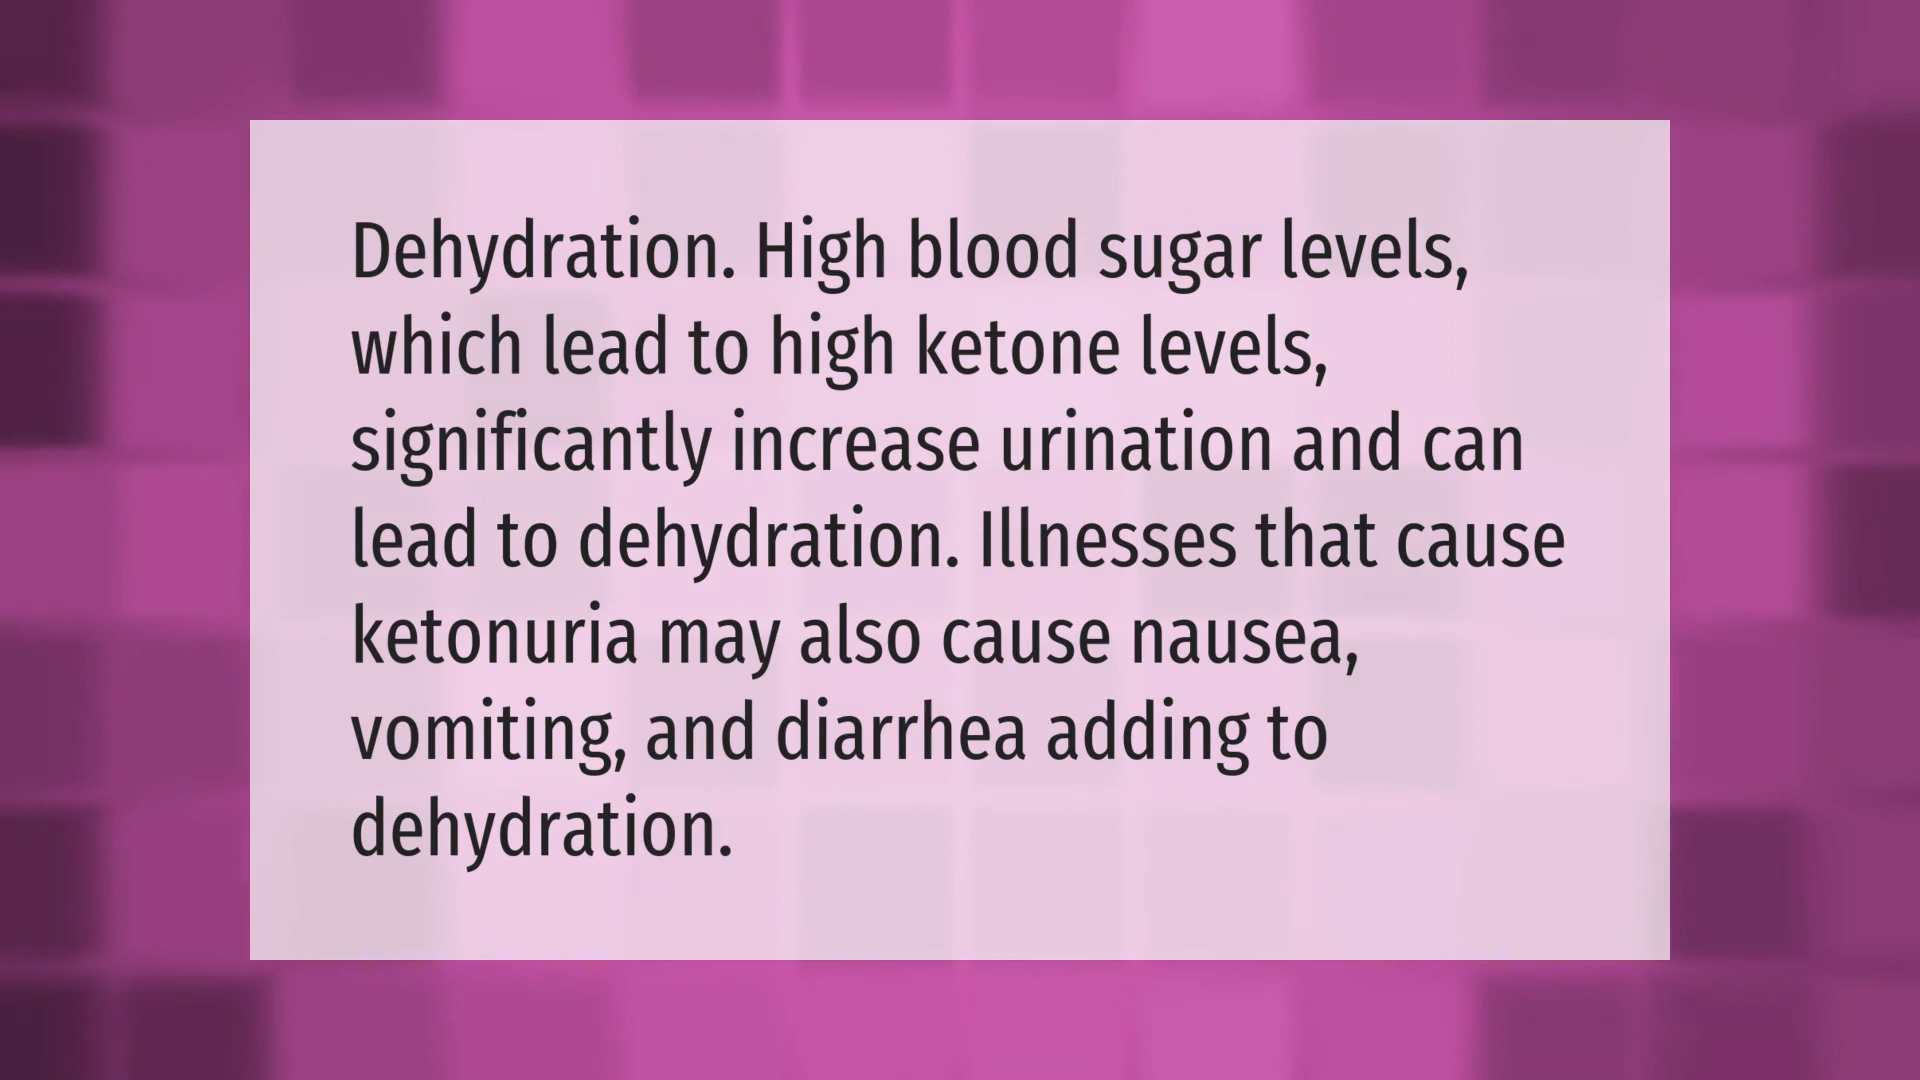 Dehydration. High blood sugar levels,
which lead to high ketone levels,
significantly increase urination and can
lead to dehydration. Illnesses that cause
ketonuria may also cause nausea,
vomiting, and diarrhea adding to
dehydration.